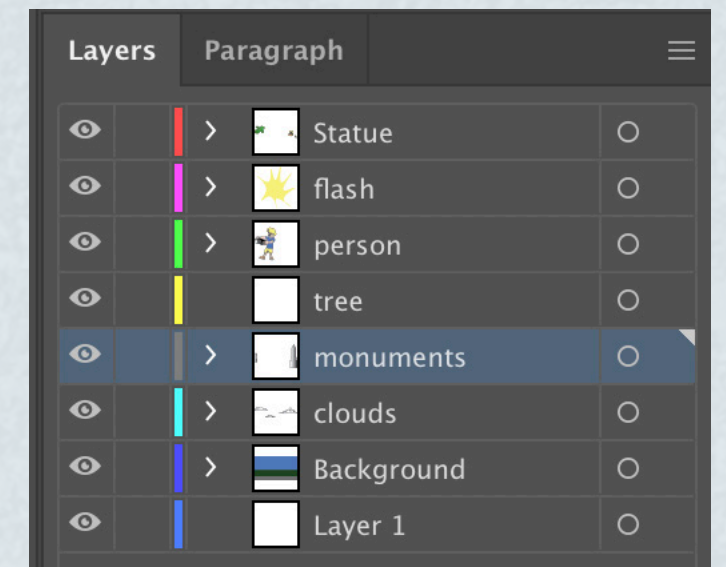 Layers Paragraph
Statue
flash
person
tree
monuments
clouds
Background
Layer 1